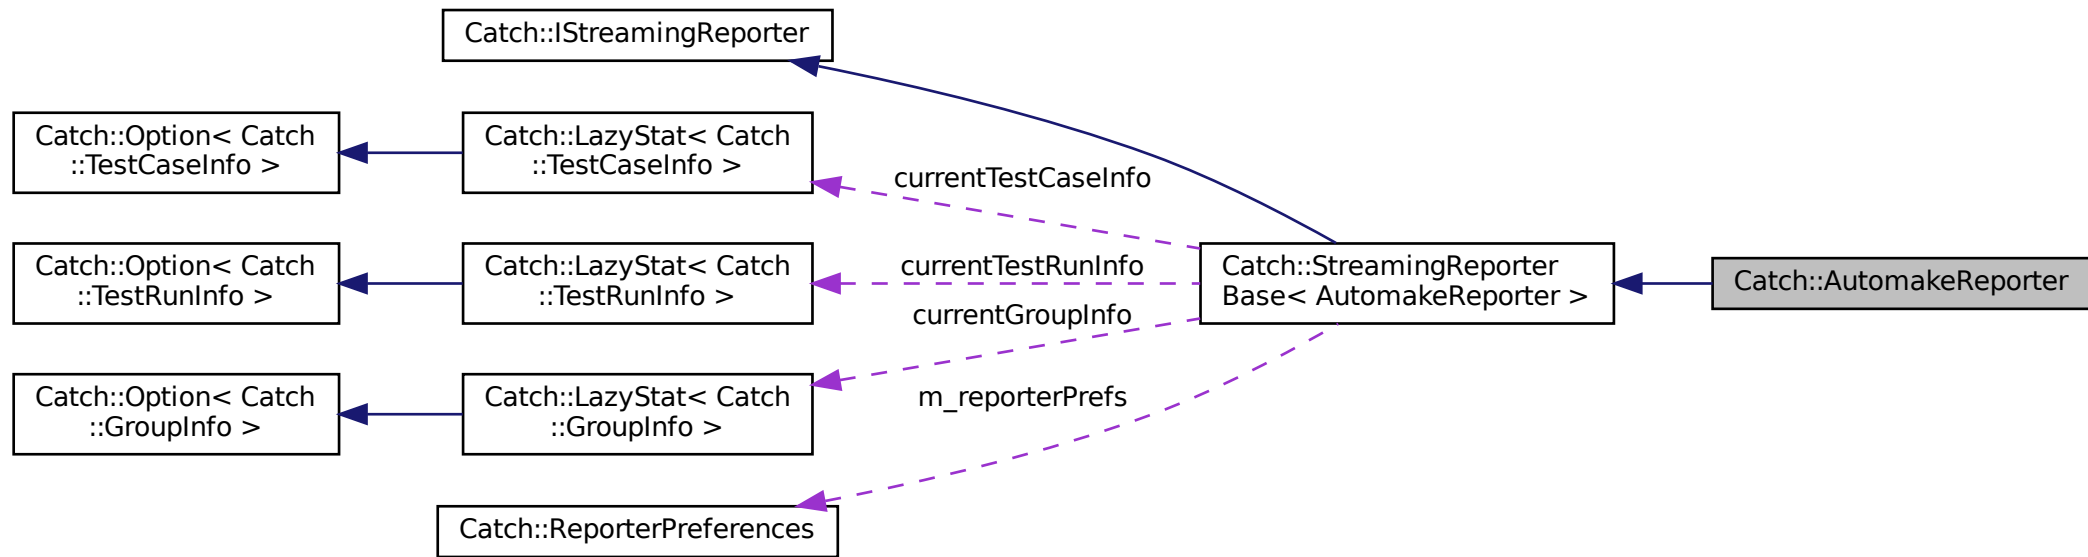 Catch::IStreamingReporter
Catch::Option< Catch
::TestCaseInfo >
Catch::LazyStat< Catch
::TestCaseInfo >
currentTestCaseInfo
Catch::Option< Catch
::TestRunInfo >
Catch::LazyStat< Catch
::TestRunInfo >
currentTestRunInfo
Catch::StreamingReporter
Base< AutomakeReporter >
Catch::AutomakeReporter
currentGroupInfo
Catch::Option< Catch
::GroupInfo >
Catch::LazyStat< Catch
::GroupInfo >
m_reporterPrefs
Catch::ReporterPreferences